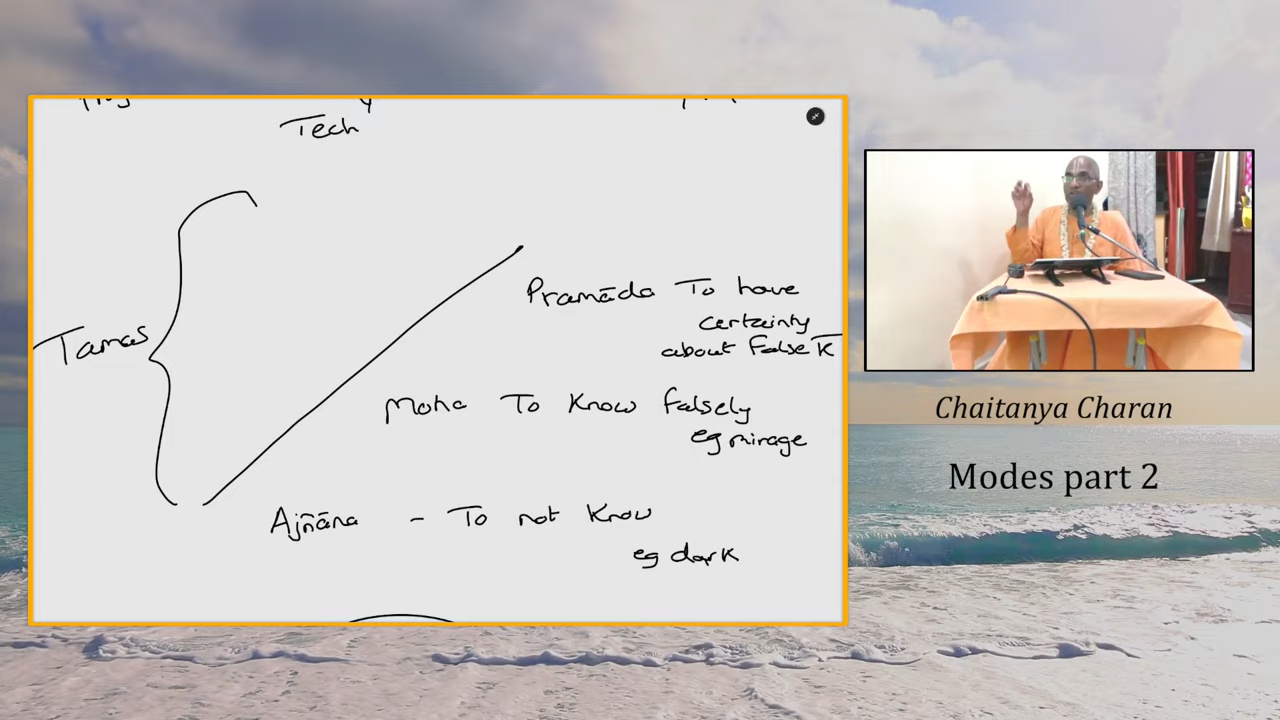 Tech
Tamas
Pramāda To have
certainty
about false K
Moha To Know falsely
eg mirage
Ajñāna - To not Know
eg dark
Chaitanya Charan
Modes part 2